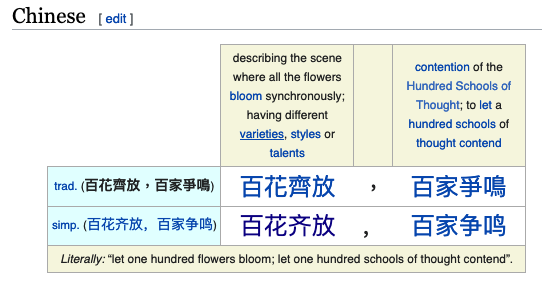 Chinese [ edit ]
describing the scene
where all the flowers
bloom synchronously;
having different
varieties, styles or
talents
contention of the
Hundred Schools of
Thought; to let a
hundred schools of
thought contend
trad. (百花齊放，百家爭鳴) 百花齊放 ， 百家爭鳴
simp. (百花齐放，百家争鸣) 百花齐放 ， 百家争鸣
Literally: “let one hundred flowers bloom; let one hundred schools of thought contend”.